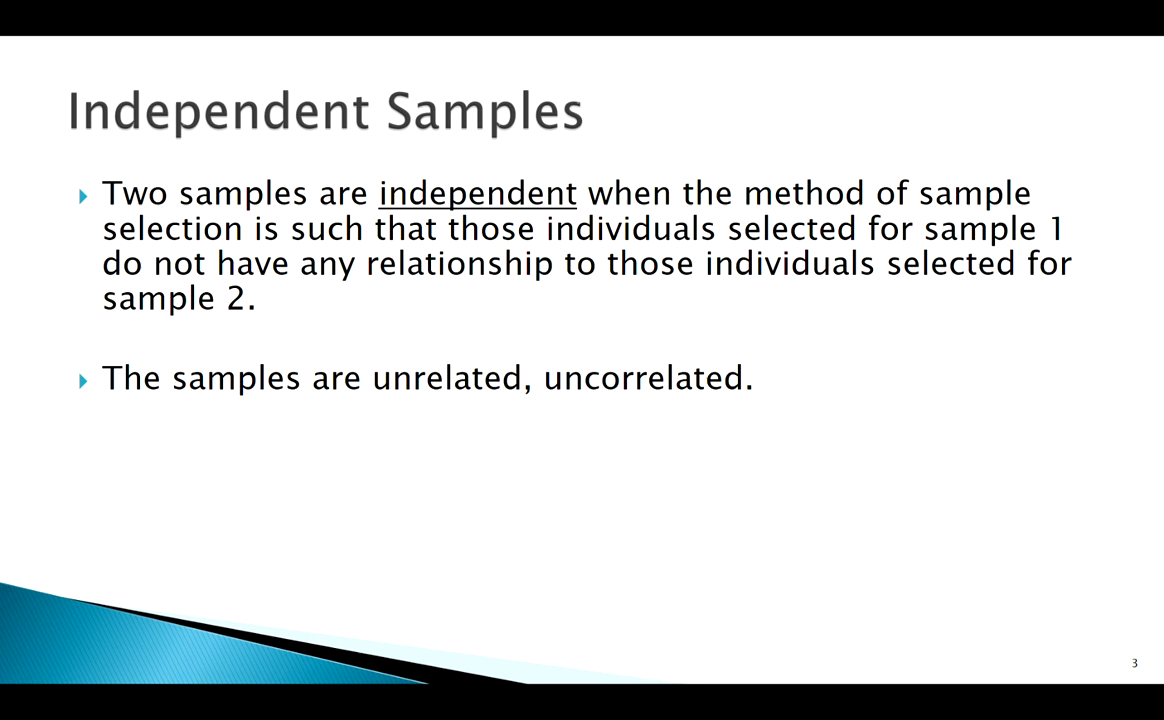 Independent Samples
Two samples are independent when the method of sample
selection is such that those individuals selected for sample 1
do not have any relationship to those individuals selected for
sample 2.
The samples are unrelated, uncorrelated.
3